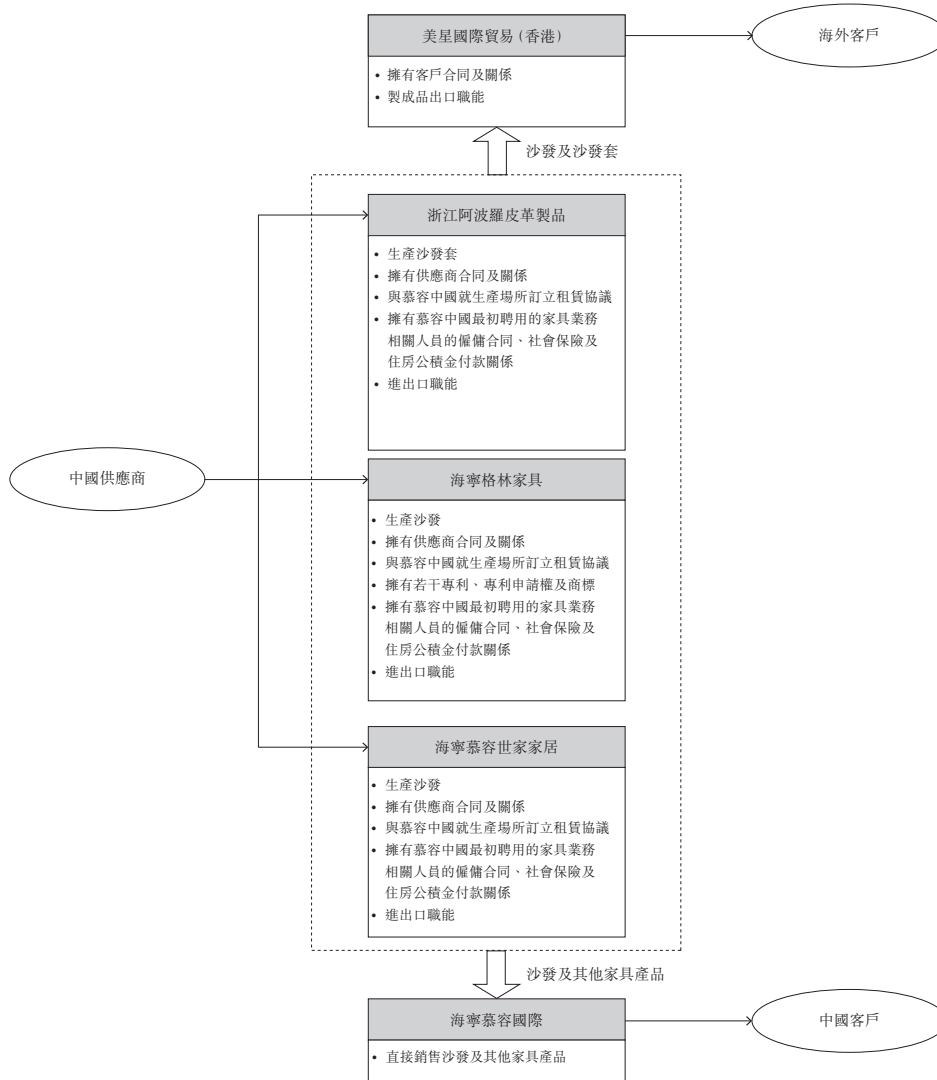 美星國際貿易(香港)
海外客戶
• 擁有客戶合同及關係
• 製成品出口職能
沙發及沙發套
浙江阿波羅皮革製品
• 生產沙發套
• 擁有供應商合同及關係
• 與慕容中國就生產場所訂立租賃協議
• 擁有慕容中國最初聘用的家具業務
相關人員的僱傭合同、社會保險及
住房公積金付款關係
• 進出口職能
中國供應商
海寧格林家具
• 生產沙發
• 擁有供應商合同及關係
• 與慕容中國就生產場所訂立租賃協議
• 擁有若干專利、專利申請權及商標
• 擁有慕容中國最初聘用的家具業務
相關人員的僱傭合同、社會保險及
住房公積金付款關係
• 進出口職能
海寧慕容世家家居
• 生產沙發
• 擁有供應商合同及關係
• 與慕容中國就生產場所訂立租賃協議
• 擁有慕容中國最初聘用的家具業務
相關人員的僱傭合同、社會保險及
住房公積金付款關係
• 進出口職能
沙發及其他家具產品
海寧慕容國際
中國客戶
• 直接銷售沙發及其他家具產品